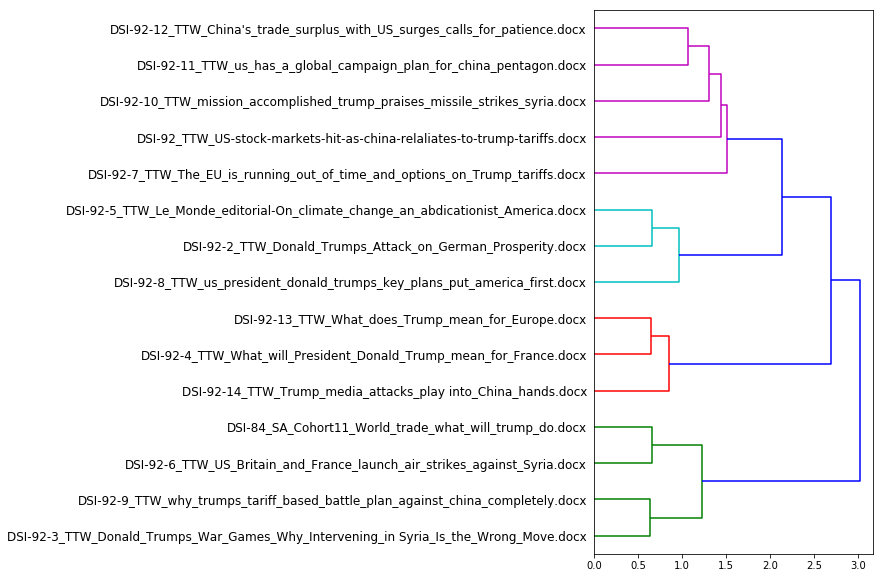 DSI-92-12_TTW_China's_trade_surplus_with_US_surges_calls_for_patience.docx
DSI-92-11_TTW_us_has_a_global_campaign_plan_for_china_pentagon.docx
DSI-92-10_TTW_mission_accomplished_trump_praises_missile_strikes_syria.docx
DSI-92_TTW_US-stock-markets-hit-as-china-relaliates-to-trump-tariffs.docx
DSI-92-7_TTW_The_EU_is_running_out_of_time_and_options_on_Trump_tariffs.docx
DSI-92-5_TTW_Le_Monde_editorial-On_climate_change_an_abdicationist_America.docx
DSI-92-2_TTW_Donald_Trumps_Attack_on_German_Prosperity.docx
DSI-92-8_TTW_us_president_donald_trumps_key_plans_put_america_first.docx
DSI-92-13_TTW_What_does_Trump_mean_for_Europe.docx
DSI-92-4_TTW_What_will_President_Donald_Trump_mean_for_France.docx
DSI-92-14_TTW_Trump_media_attacks_play into_China_hands.docx
DSI-84_SA_Cohort11_World_trade_what_will_trump_do.docx
DSI-92-6_TTW_US_Britain_and_France_launch_air_strikes_against_Syria.docx
DSI-92-9_TTW_why_trumps_tariff_based_battle_plan_against_china_completely.docx
DSI-92-3_TTW_Donald_Trumps_War_Games_Why_Intervening_in Syria_Is_the_Wrong_Move.docx
0.0 0.5 1.0 1.5 2.0 2.5 3.0